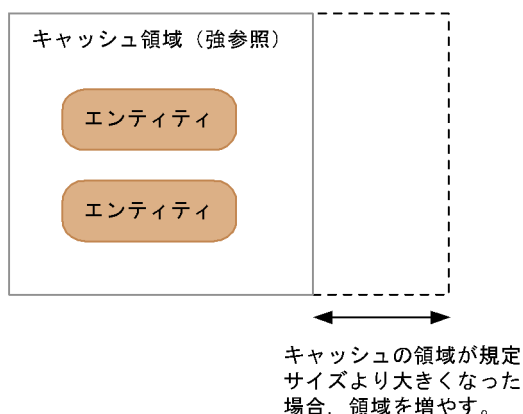 キャッシュ領域（強参照）
エンティティ
エンティティ
キャッシュの領域が規定
サイズより大きくなった
場合，領域を増やす。